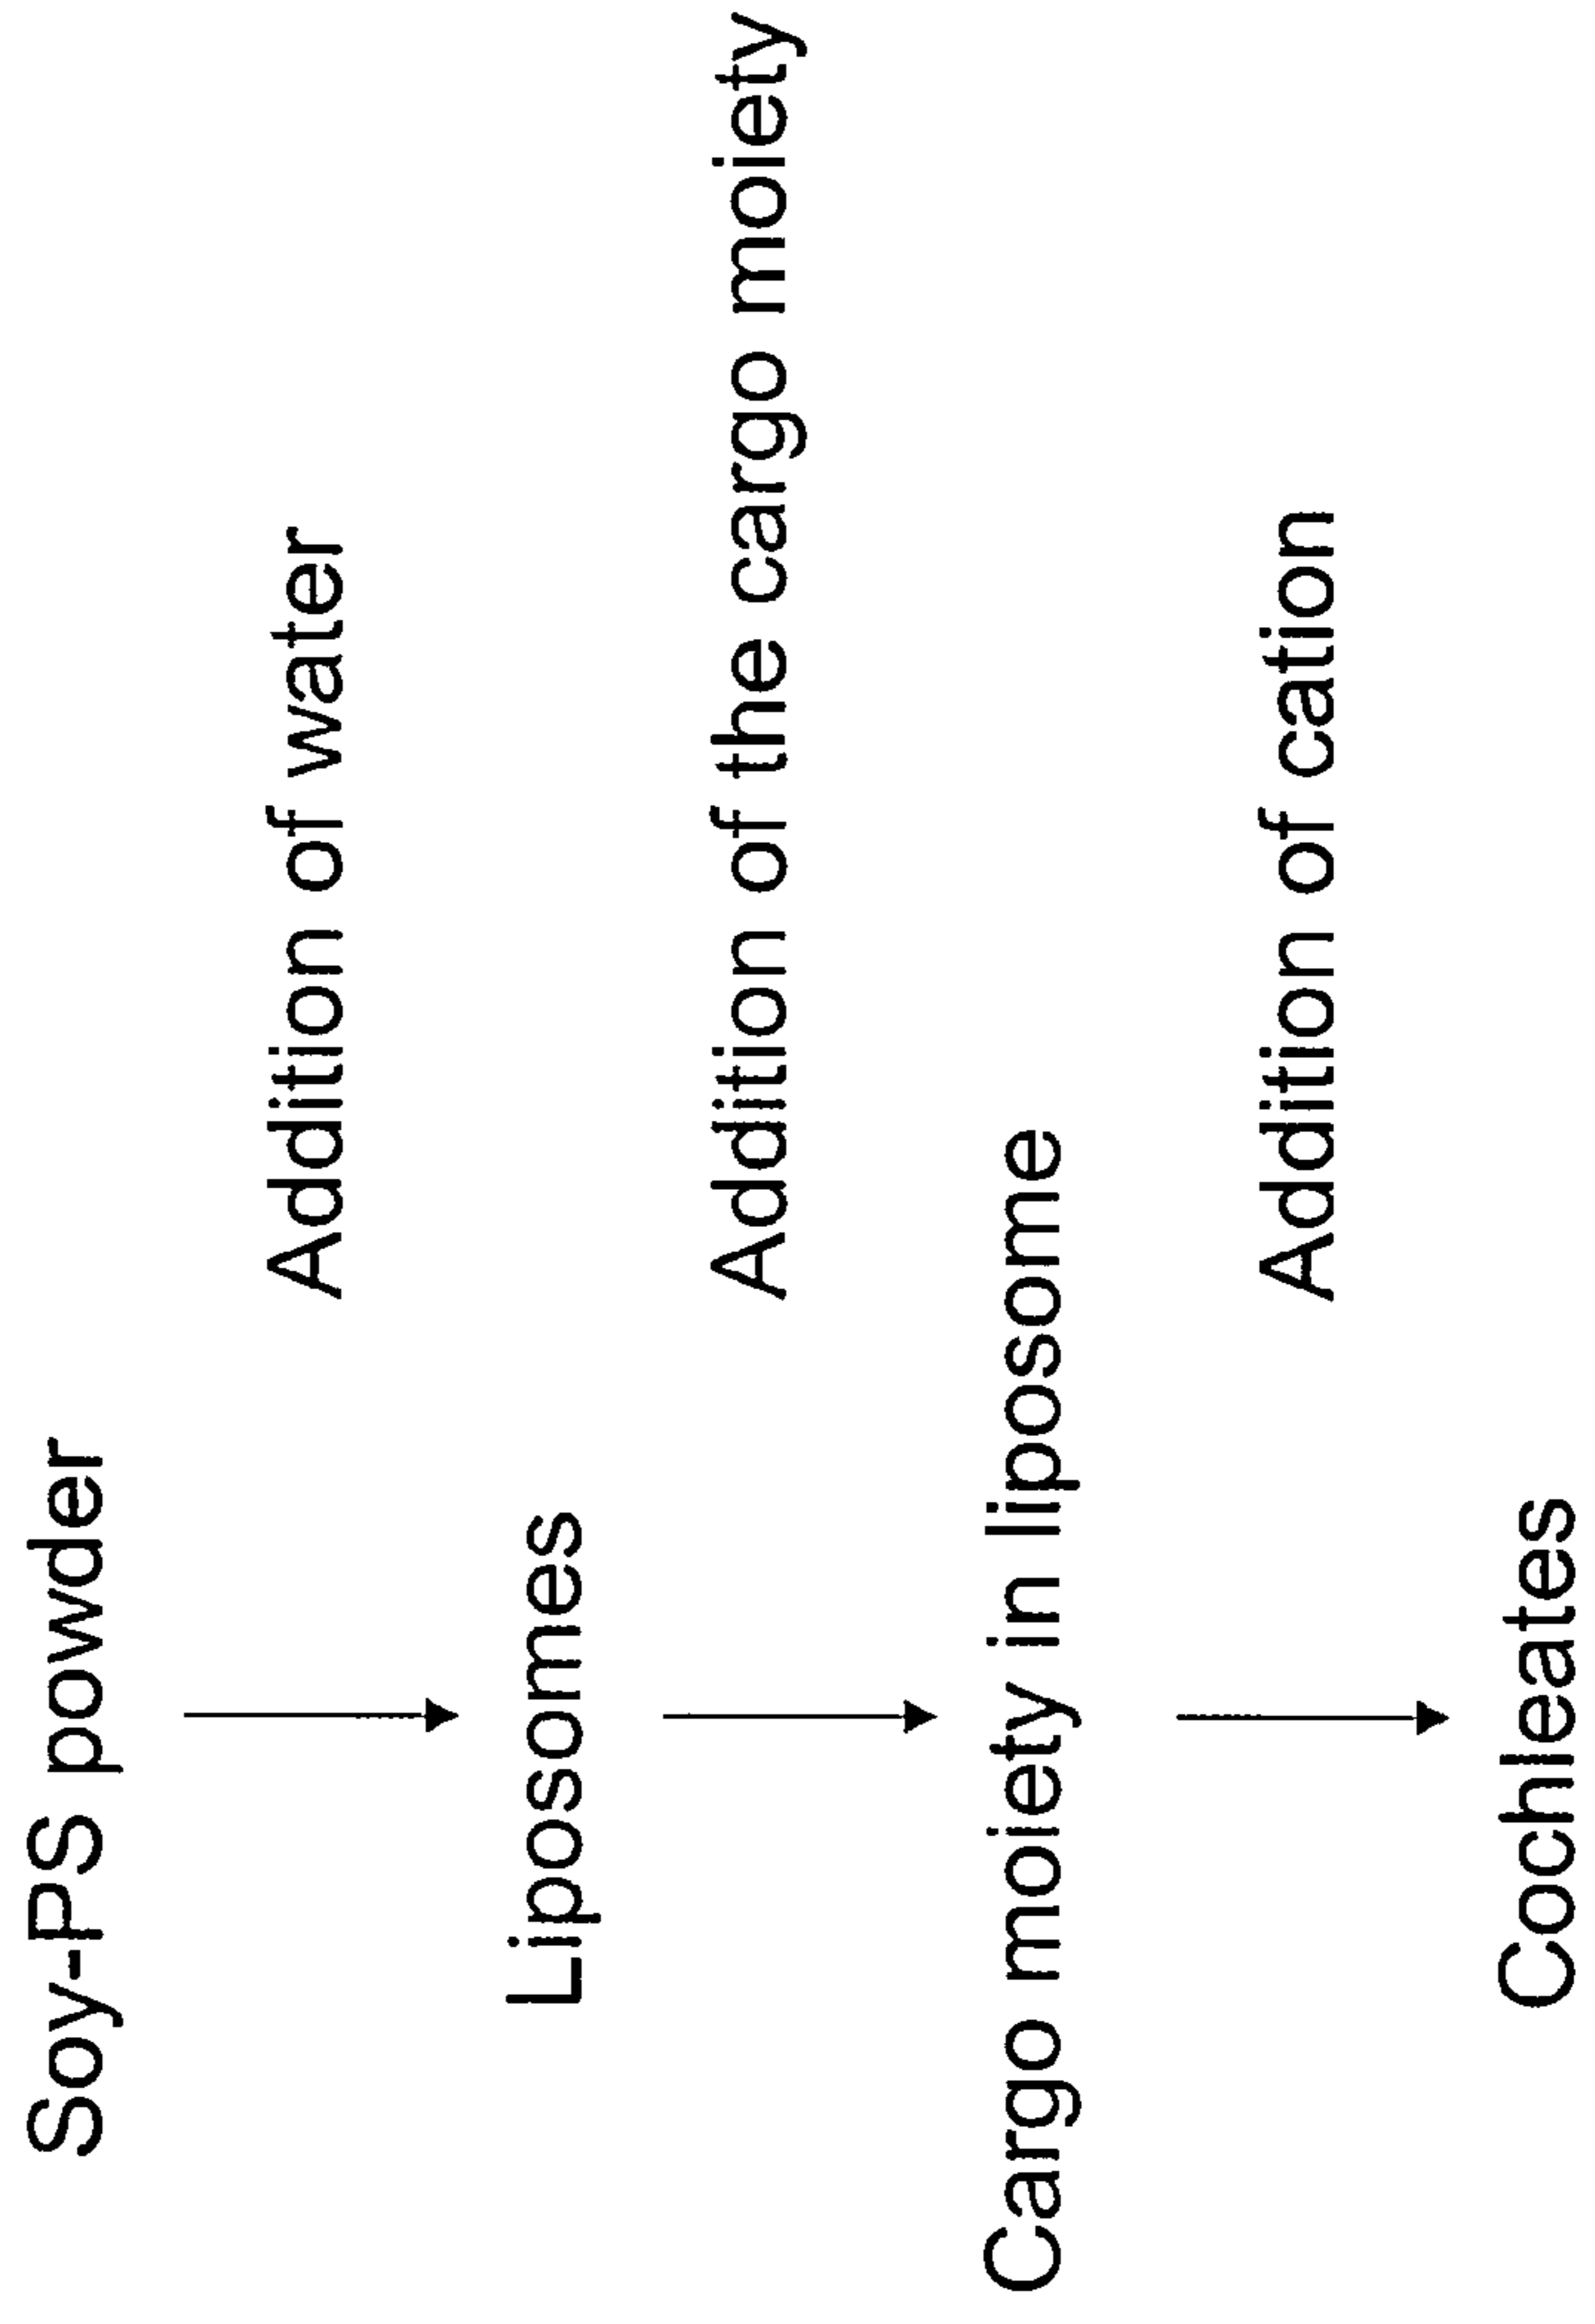 Soy-PS powder
Addition of water
Liposomes
Addition of the cargo moiety
Cargo moiety in liposome
Addition of cation
Cochleates